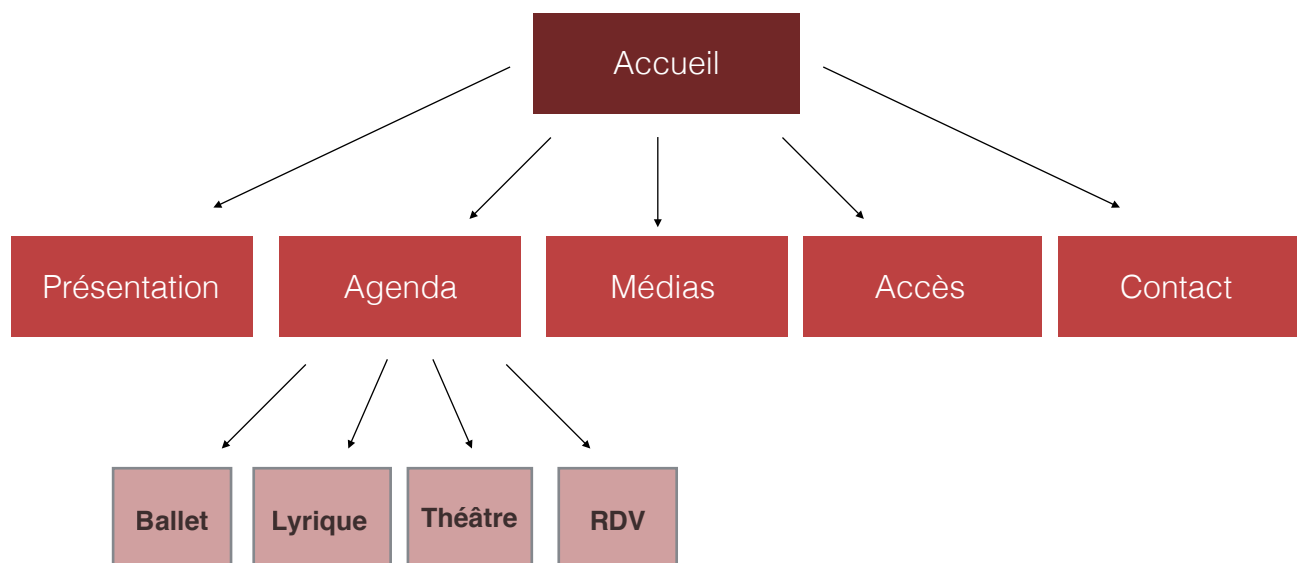 Accueil
Présentation
Agenda
Médias
Accès
Contact
Ballet
Lyrique
Théâtre
RDV